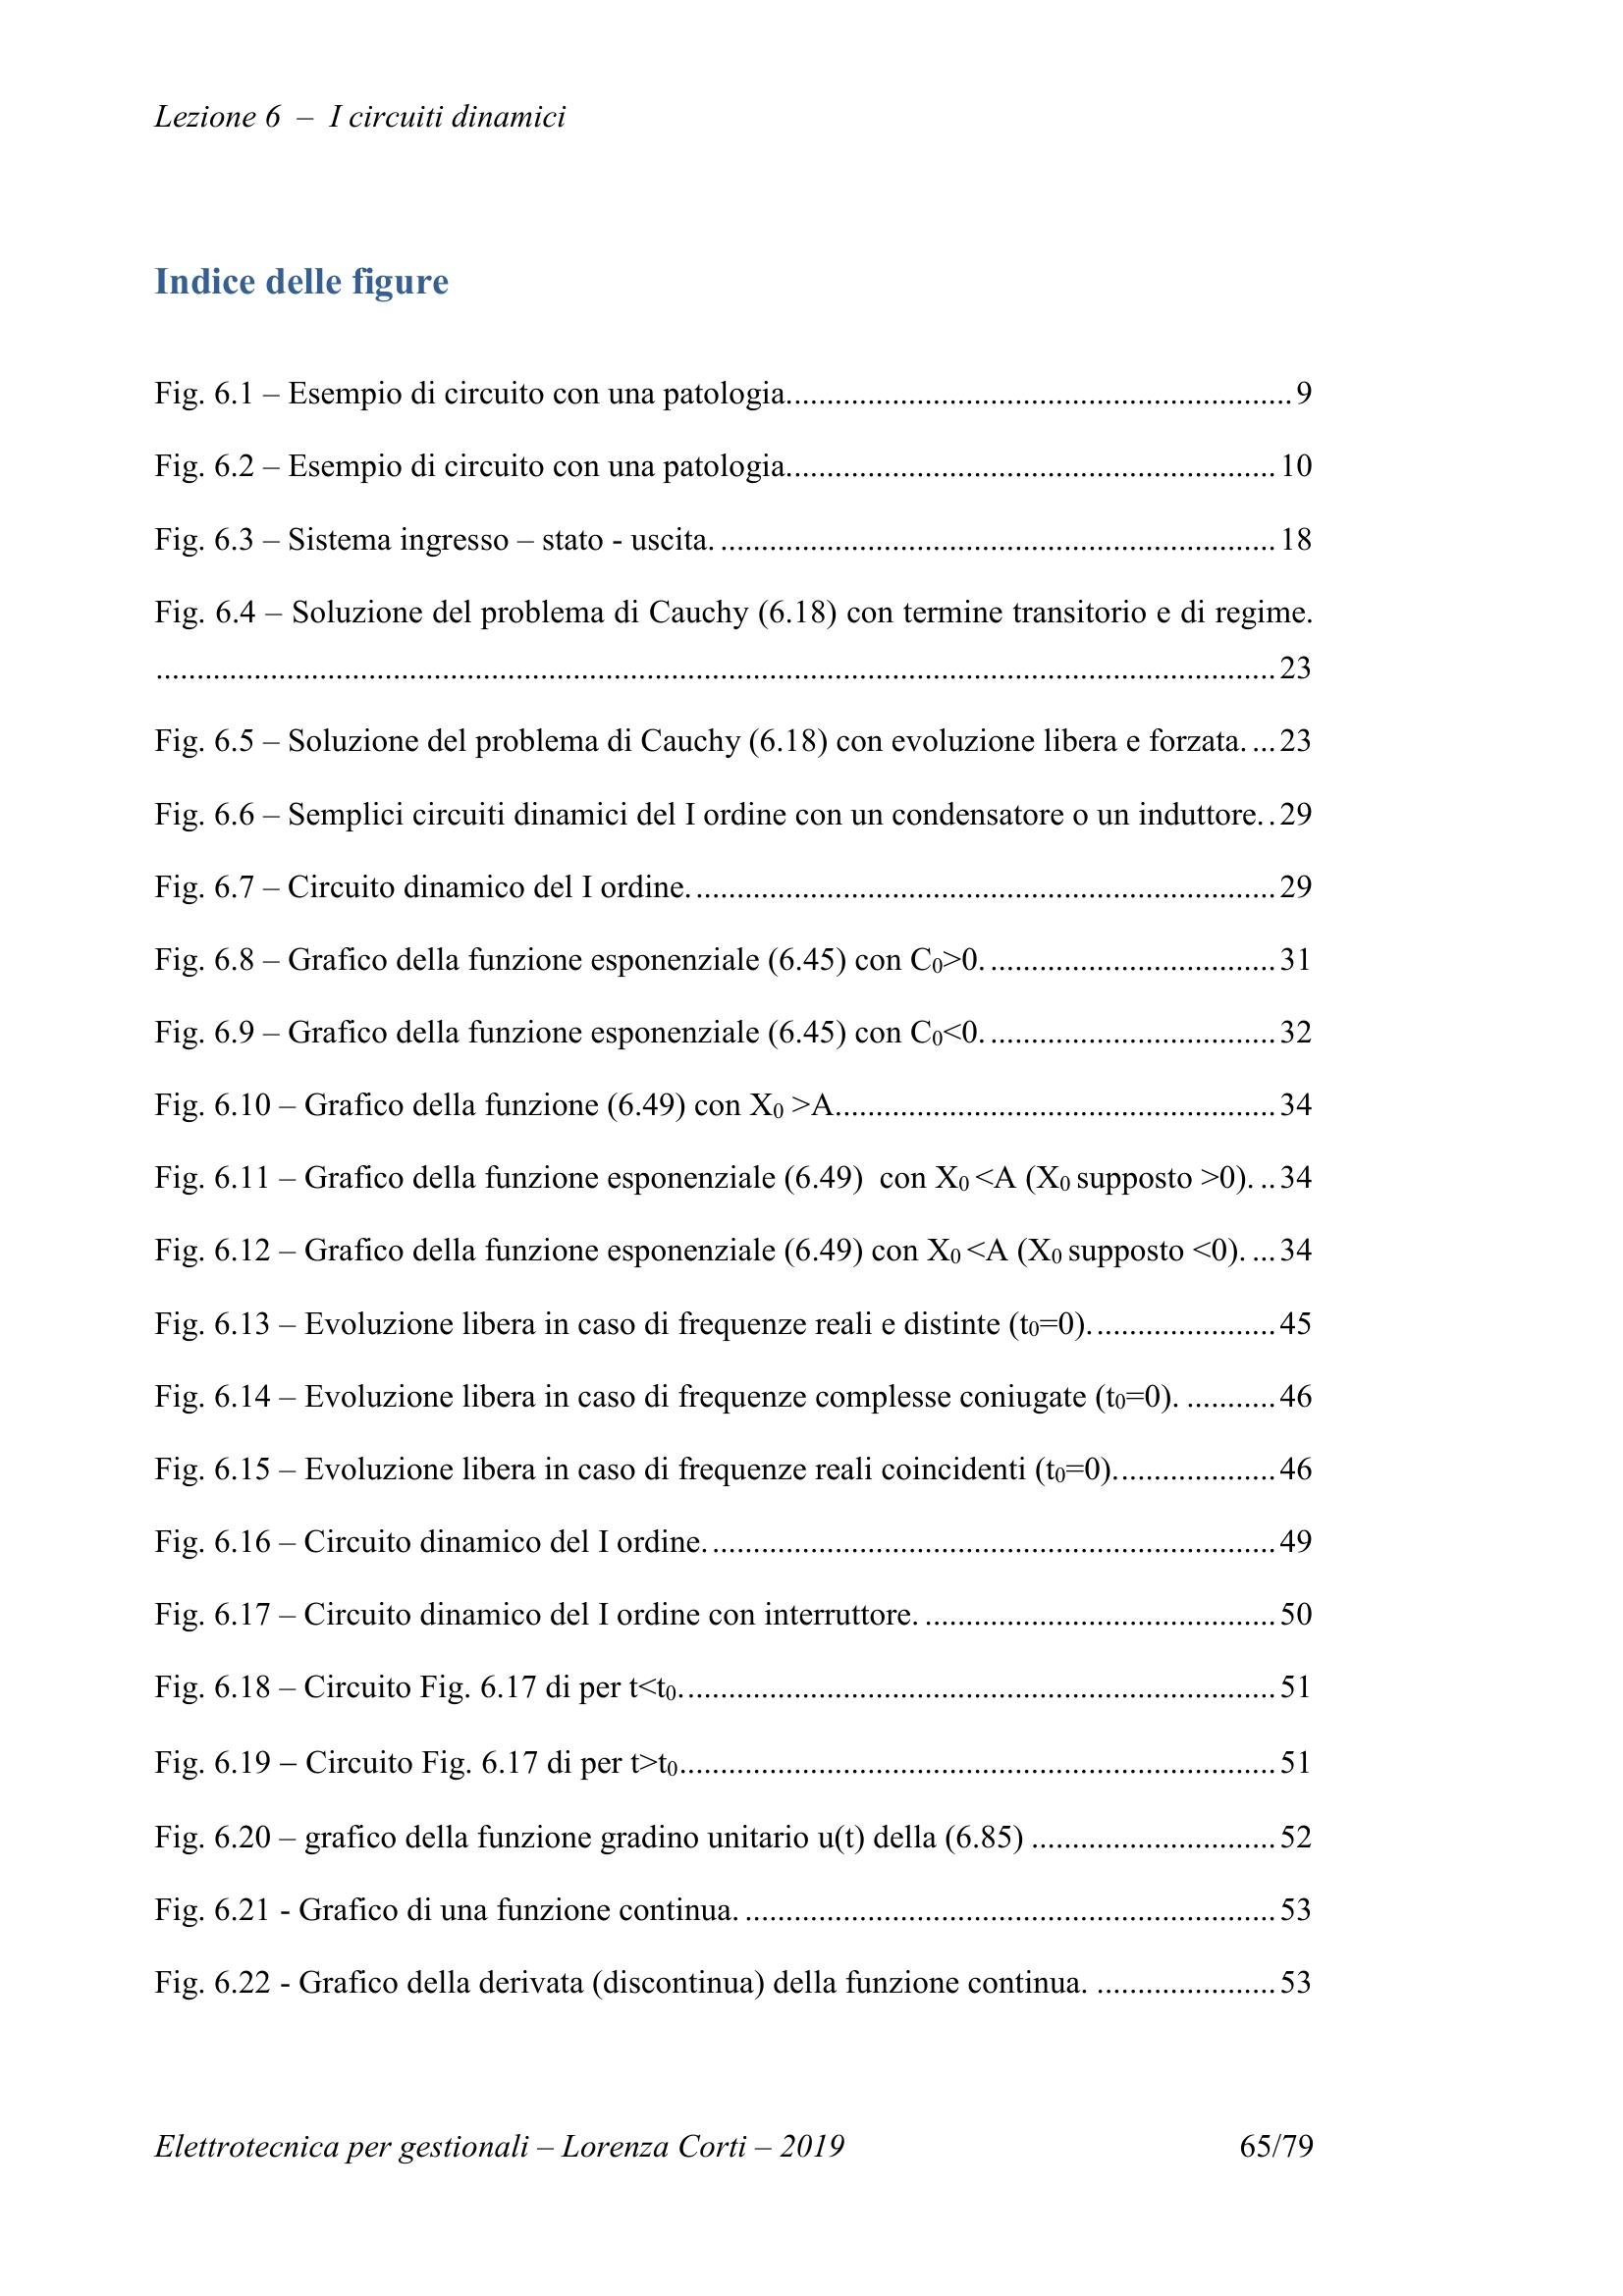 Lezione 6 – I circuiti dinamici
Indice delle figure
Fig. 6.1 – Esempio di circuito con una patologia............................................................. 9
Fig. 6.2 – Esempio di circuito con una patologia........................................................... 10
Fig. 6.3 – Sistema ingresso – stato - uscita. .................................................................... 18
Fig. 6.4 – Soluzione del problema di Cauchy (6.18) con termine transitorio e di regime.
......................................................................................................................................... 23
Fig. 6.5 – Soluzione del problema di Cauchy (6.18) con evoluzione libera e forzata. ... 23
Fig. 6.6 – Semplici circuiti dinamici del I ordine con un condensatore o un induttore. . 29
Fig. 6.7 – Circuito dinamico del I ordine. ....................................................................... 29
Fig. 6.8 – Grafico della funzione esponenziale (6.45) con C₀>0. ................................... 31
Fig. 6.9 – Grafico della funzione esponenziale (6.45) con C₀<0. ................................... 32
Fig. 6.10 – Grafico della funzione (6.49) con X₀ >A...................................................... 34
Fig. 6.11 – Grafico della funzione esponenziale (6.49)  con X₀ <A (X₀ supposto >0). .. 34
Fig. 6.12 – Grafico della funzione esponenziale (6.49) con X₀ <A (X₀ supposto <0). ... 34
Fig. 6.13 – Evoluzione libera in caso di frequenze reali e distinte (t₀=0). ...................... 45
Fig. 6.14 – Evoluzione libera in caso di frequenze complesse coniugate (t₀=0). ........... 46
Fig. 6.15 – Evoluzione libera in caso di frequenze reali coincidenti (t₀=0).................... 46
Fig. 6.16 – Circuito dinamico del I ordine. ..................................................................... 49
Fig. 6.17 – Circuito dinamico del I ordine con interruttore. ........................................... 50
Fig. 6.18 – Circuito Fig. 6.17 di per t<t₀......................................................................... 51
Fig. 6.19 – Circuito Fig. 6.17 di per t>t₀......................................................................... 51
Fig. 6.20 – grafico della funzione gradino unitario u(t) della (6.85) .............................. 52
Fig. 6.21 - Grafico di una funzione continua. ................................................................. 53
Fig. 6.22 - Grafico della derivata (discontinua) della funzione continua. ...................... 53
Elettrotecnica per gestionali – Lorenza Corti – 2019 65/79